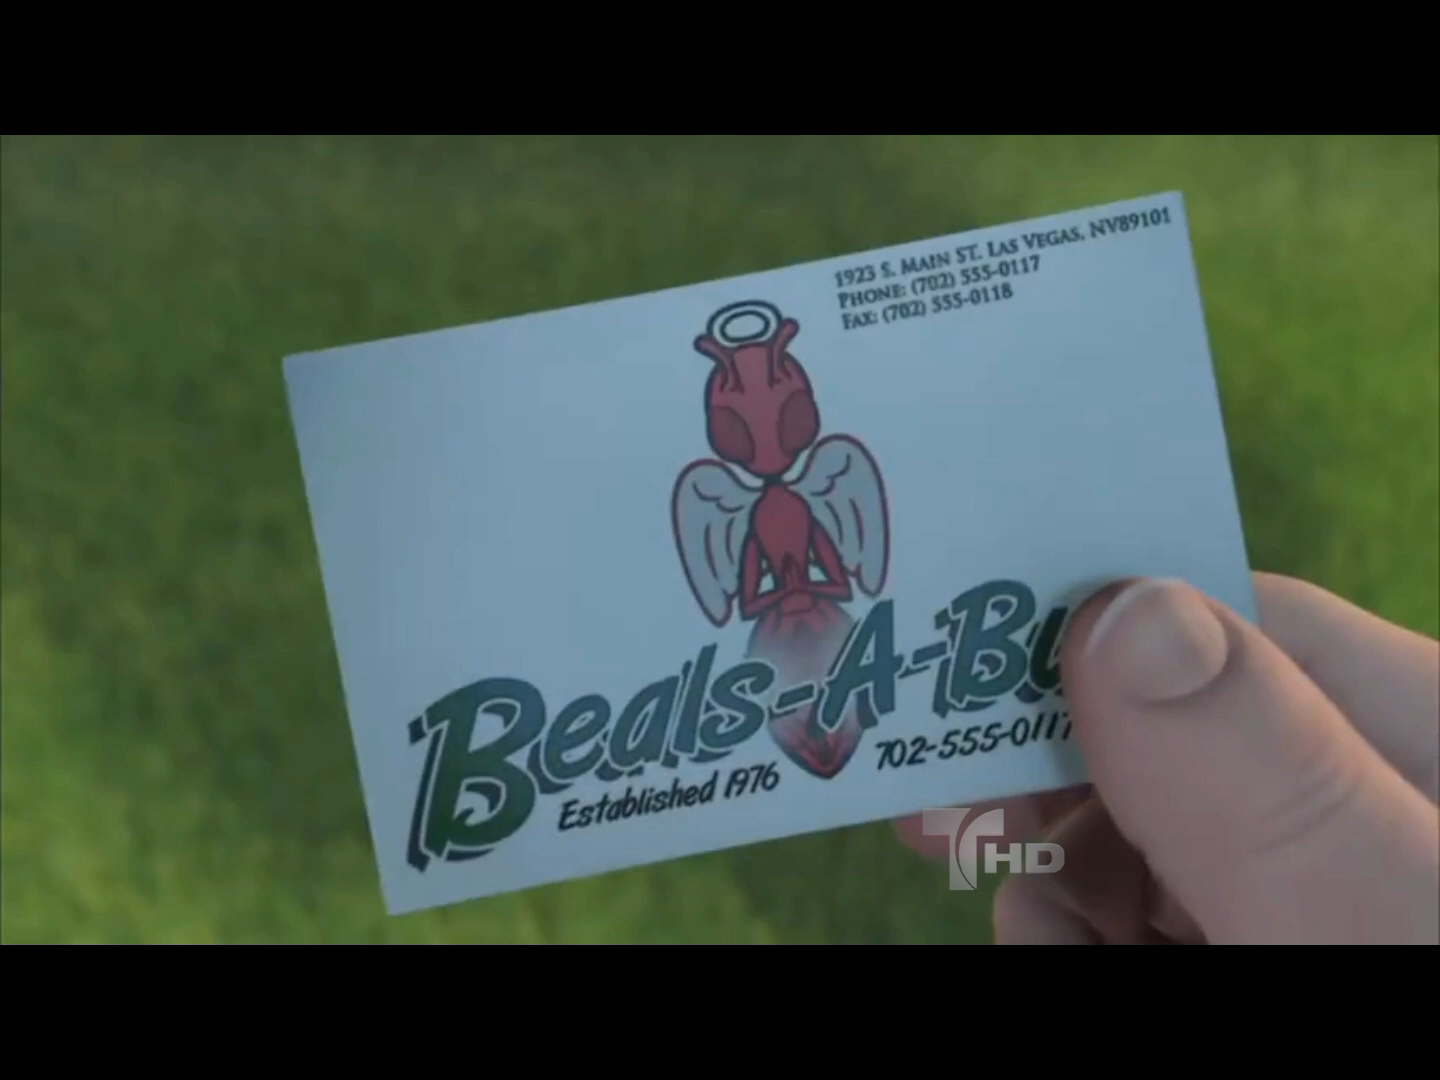 1923 S. MAIN ST. LAS VEGAS, NV89101
PHONE: (702) 555-0117
FAX: (702) 555-0118
Beals-A-Bu
Established 1976
702-555-0117
THD